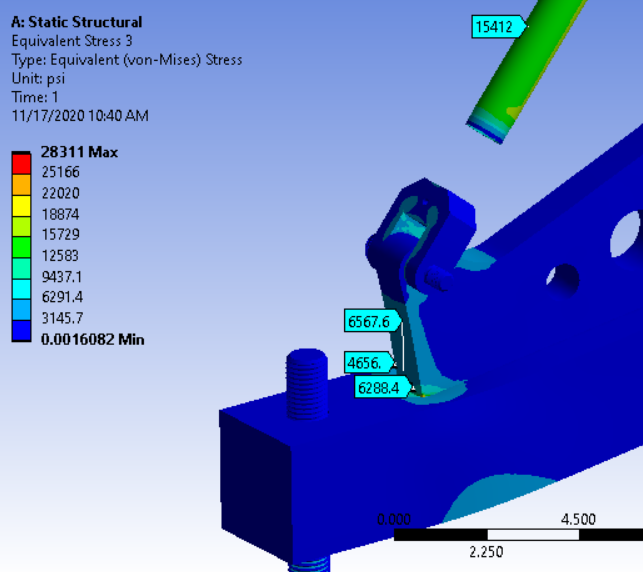 A: Static Structural
Equivalent Stress 3
Type: Equivalent (von-Mises) Stress
Unit: psi
Time: 1
11/17/2020 10:40 AM
28311 Max
25166
22020
18874
15729
12583
9437.1
6291.4
3145.7
0.0016082 Min
15412
6567.6
4656.
6288.4
0.000
4.500
2.250